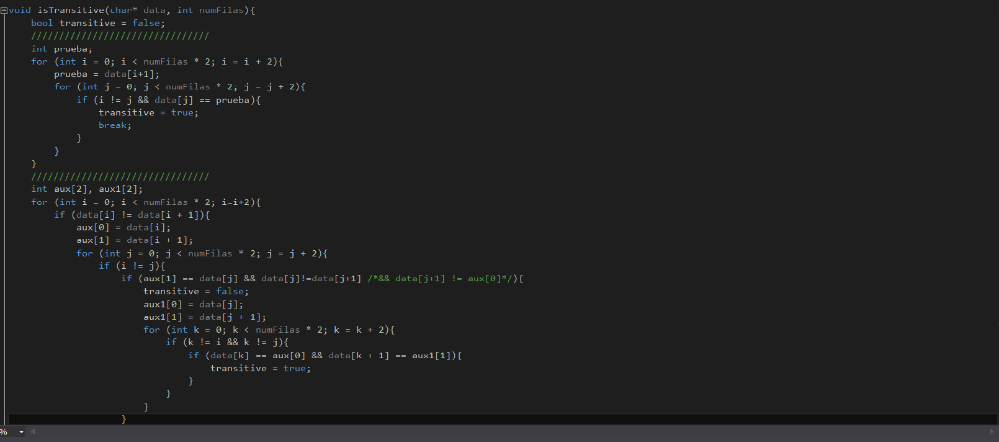 void isTransitive(char* data, int numFilas){
    bool transitive = false;
    ////////////////////////////////
    int prueba;
    for (int i = 0; i < numFilas * 2; i = i + 2){
        prueba = data[i+1];
        for (int j = 0; j < numFilas * 2; j = j + 2){
            if (i != j && data[j] == prueba){
                transitive = true;
                break;
            }
        }
    }
    ////////////////////////////////
    int aux[2], aux1[2];
    for (int i = 0; i < numFilas * 2; i=i+2){
        if (data[i] != data[i + 1]){
            aux[0] = data[i];
            aux[1] = data[i + 1];
            for (int j = 0; j < numFilas * 2; j = j + 2){
                if (i != j){
                    if (aux[1] == data[j] && data[j]!=data[j+1] /*&& data[j+1] != aux[0]*/){
                        transitive = false;
                        aux1[0] = data[j];
                        aux1[1] = data[j + 1];
                        for (int k = 0; k < numFilas * 2; k = k + 2){
                            if (k != i && k != j){
                                if (data[k] == aux[0] && data[k + 1] == aux1[1]){
                                    transitive = true;
                                }
                            }
                        }
                    }
%